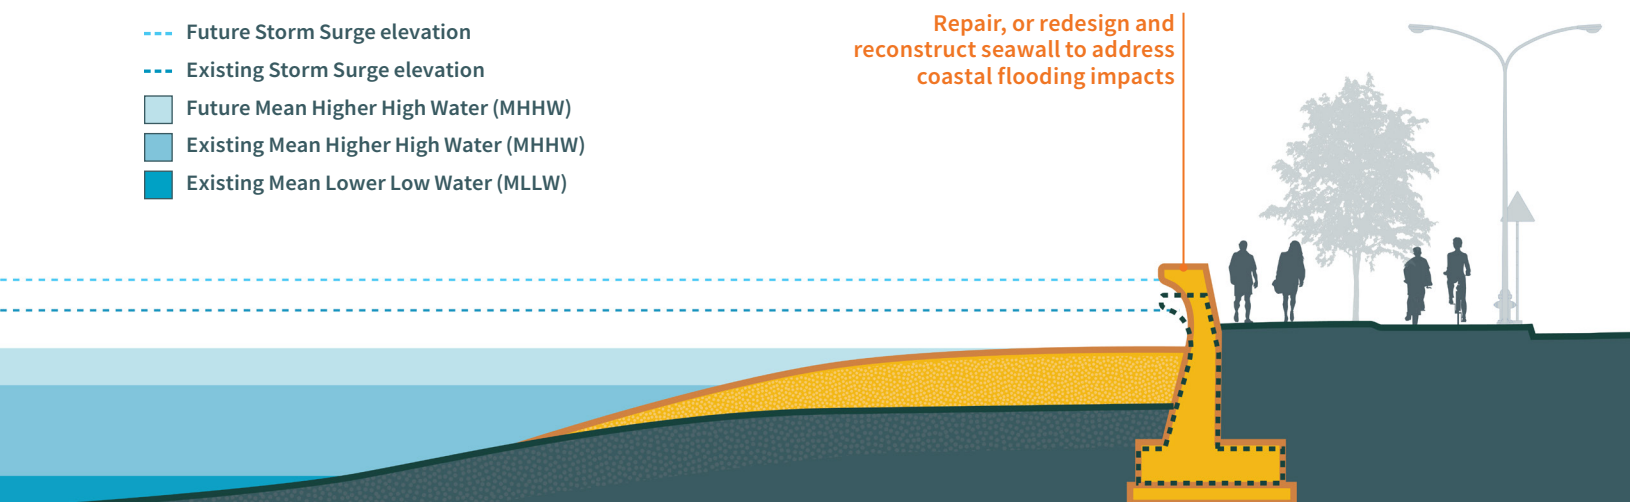 Future Storm Surge elevation
Existing Storm Surge elevation
Future Mean Higher High Water (MHHW)
Existing Mean Higher High Water (MHHW)
Existing Mean Lower Low Water (MLLW)
Repair, or redesign and
reconstruct seawall to address
coastal flooding impacts